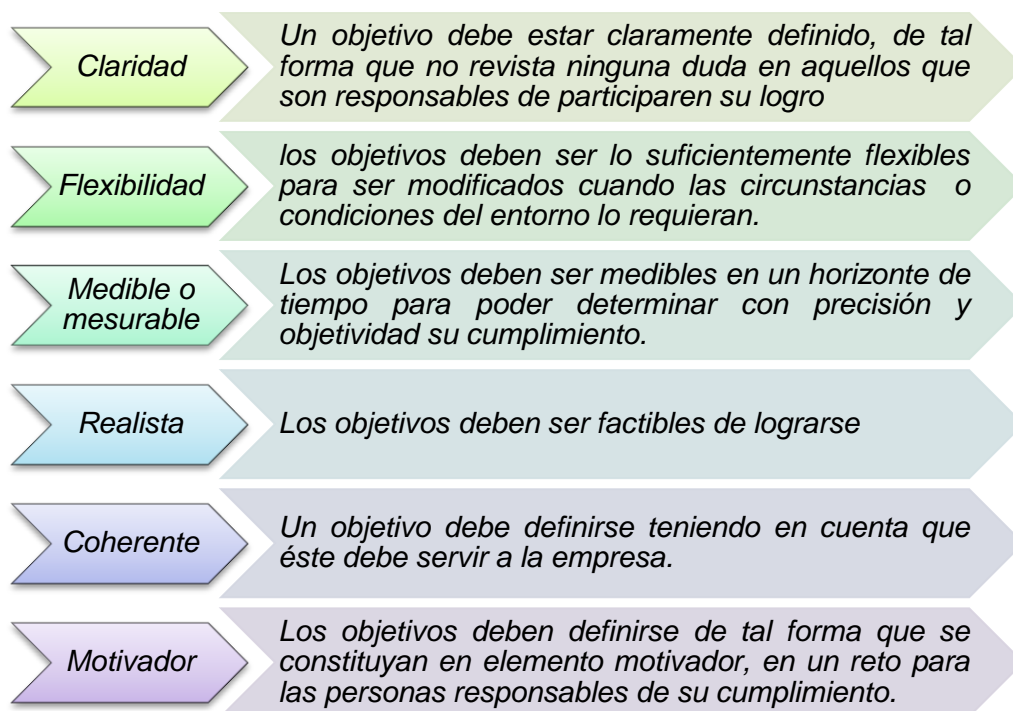 Claridad
Un objetivo debe estar claramente definido, de tal
forma que no revista ninguna duda en aquellos que
son responsables de participaren su logro
Flexibilidad
los objetivos deben ser lo suficientemente flexibles
para ser modificados cuando las circunstancias o
condiciones del entorno lo requieran.
Medible o
mesurable
Los objetivos deben ser medibles en un horizonte de
tiempo para poder determinar con precisión y
objetividad su cumplimiento.
Realista
Los objetivos deben ser factibles de lograrse
Coherente
Un objetivo debe definirse teniendo en cuenta que
éste debe servir a la empresa.
Motivador
Los objetivos deben definirse de tal forma que se
constituyan en elemento motivador, en un reto para
las personas responsables de su cumplimiento.